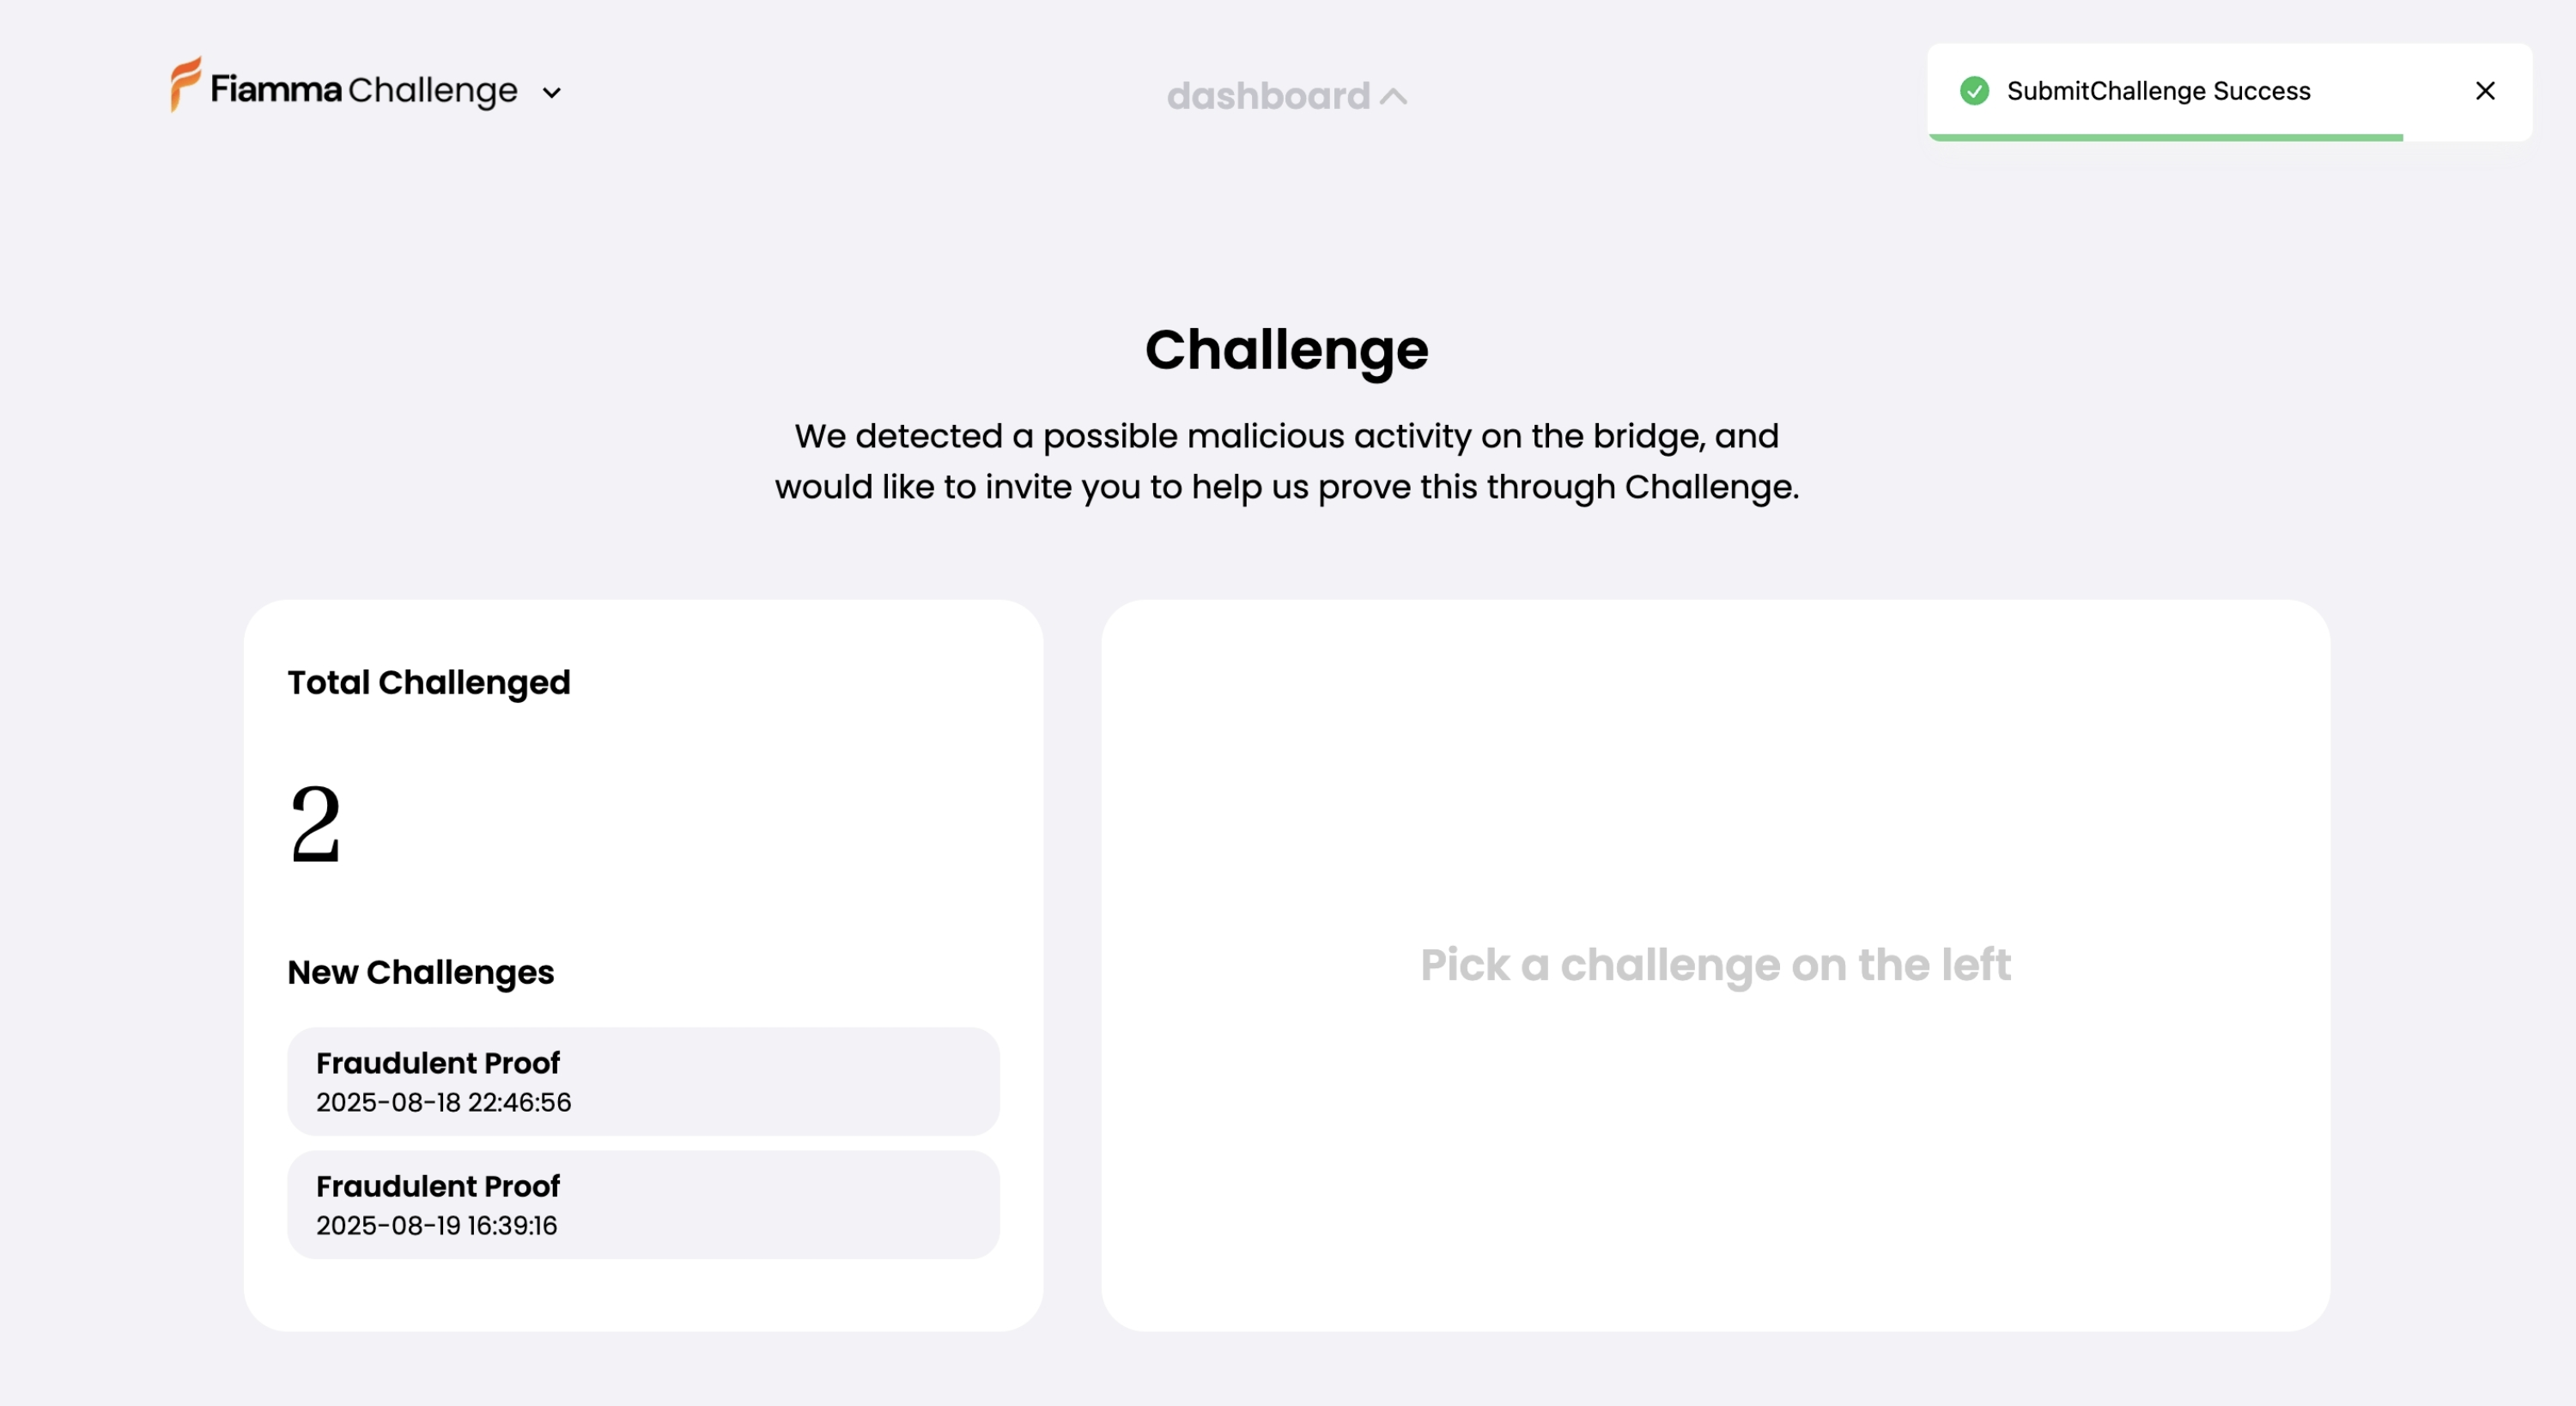 Fiamma Challenge
dashboard
SubmitChallenge Success
Challenge
We detected a possible malicious activity on the bridge, and
would like to invite you to help us prove this through Challenge.
Total Challenged
2
New Challenges
Fraudulent Proof
2025-08-18 22:46:56
Fraudulent Proof
2025-08-19 16:39:16
Pick a challenge on the left